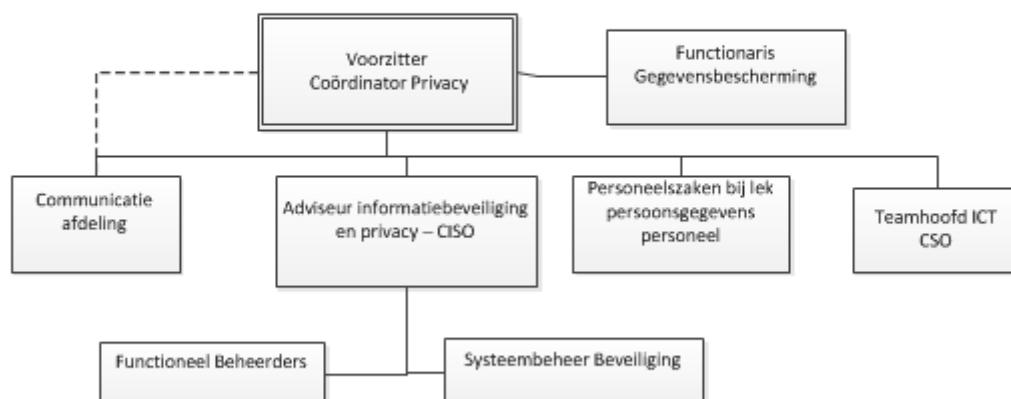 Voorzitter
Coördinator Privacy
Functionaris
Gegevensbescherming
Communicatie
afdeling
Adviseur informatiebeveiliging
en privacy – CISO
Personeelszaken bij lek
persoonsgegevens
personeel
Teamhoofd ICT
CSO
Functioneel Beheerders
Systeembeheer Beveiliging